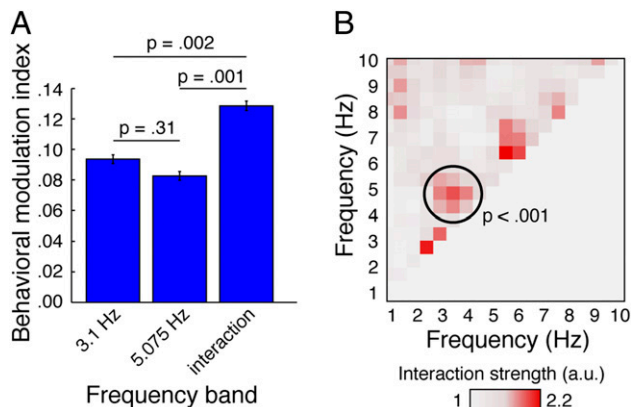 A
Behavioral modulation index
.14
.12
.10
.08
.06
.04
.02
.00
p = .002
p = .001
p = .31
3.1 Hz
5.075 Hz
interaction
Frequency band
B
Frequency (Hz)
10
9
8
7
6
5
4
3
2
1
p < .001
1 2 3 4 5 6 7 8 9 10
Frequency (Hz)
Interaction strength (a.u.)
1 2.2